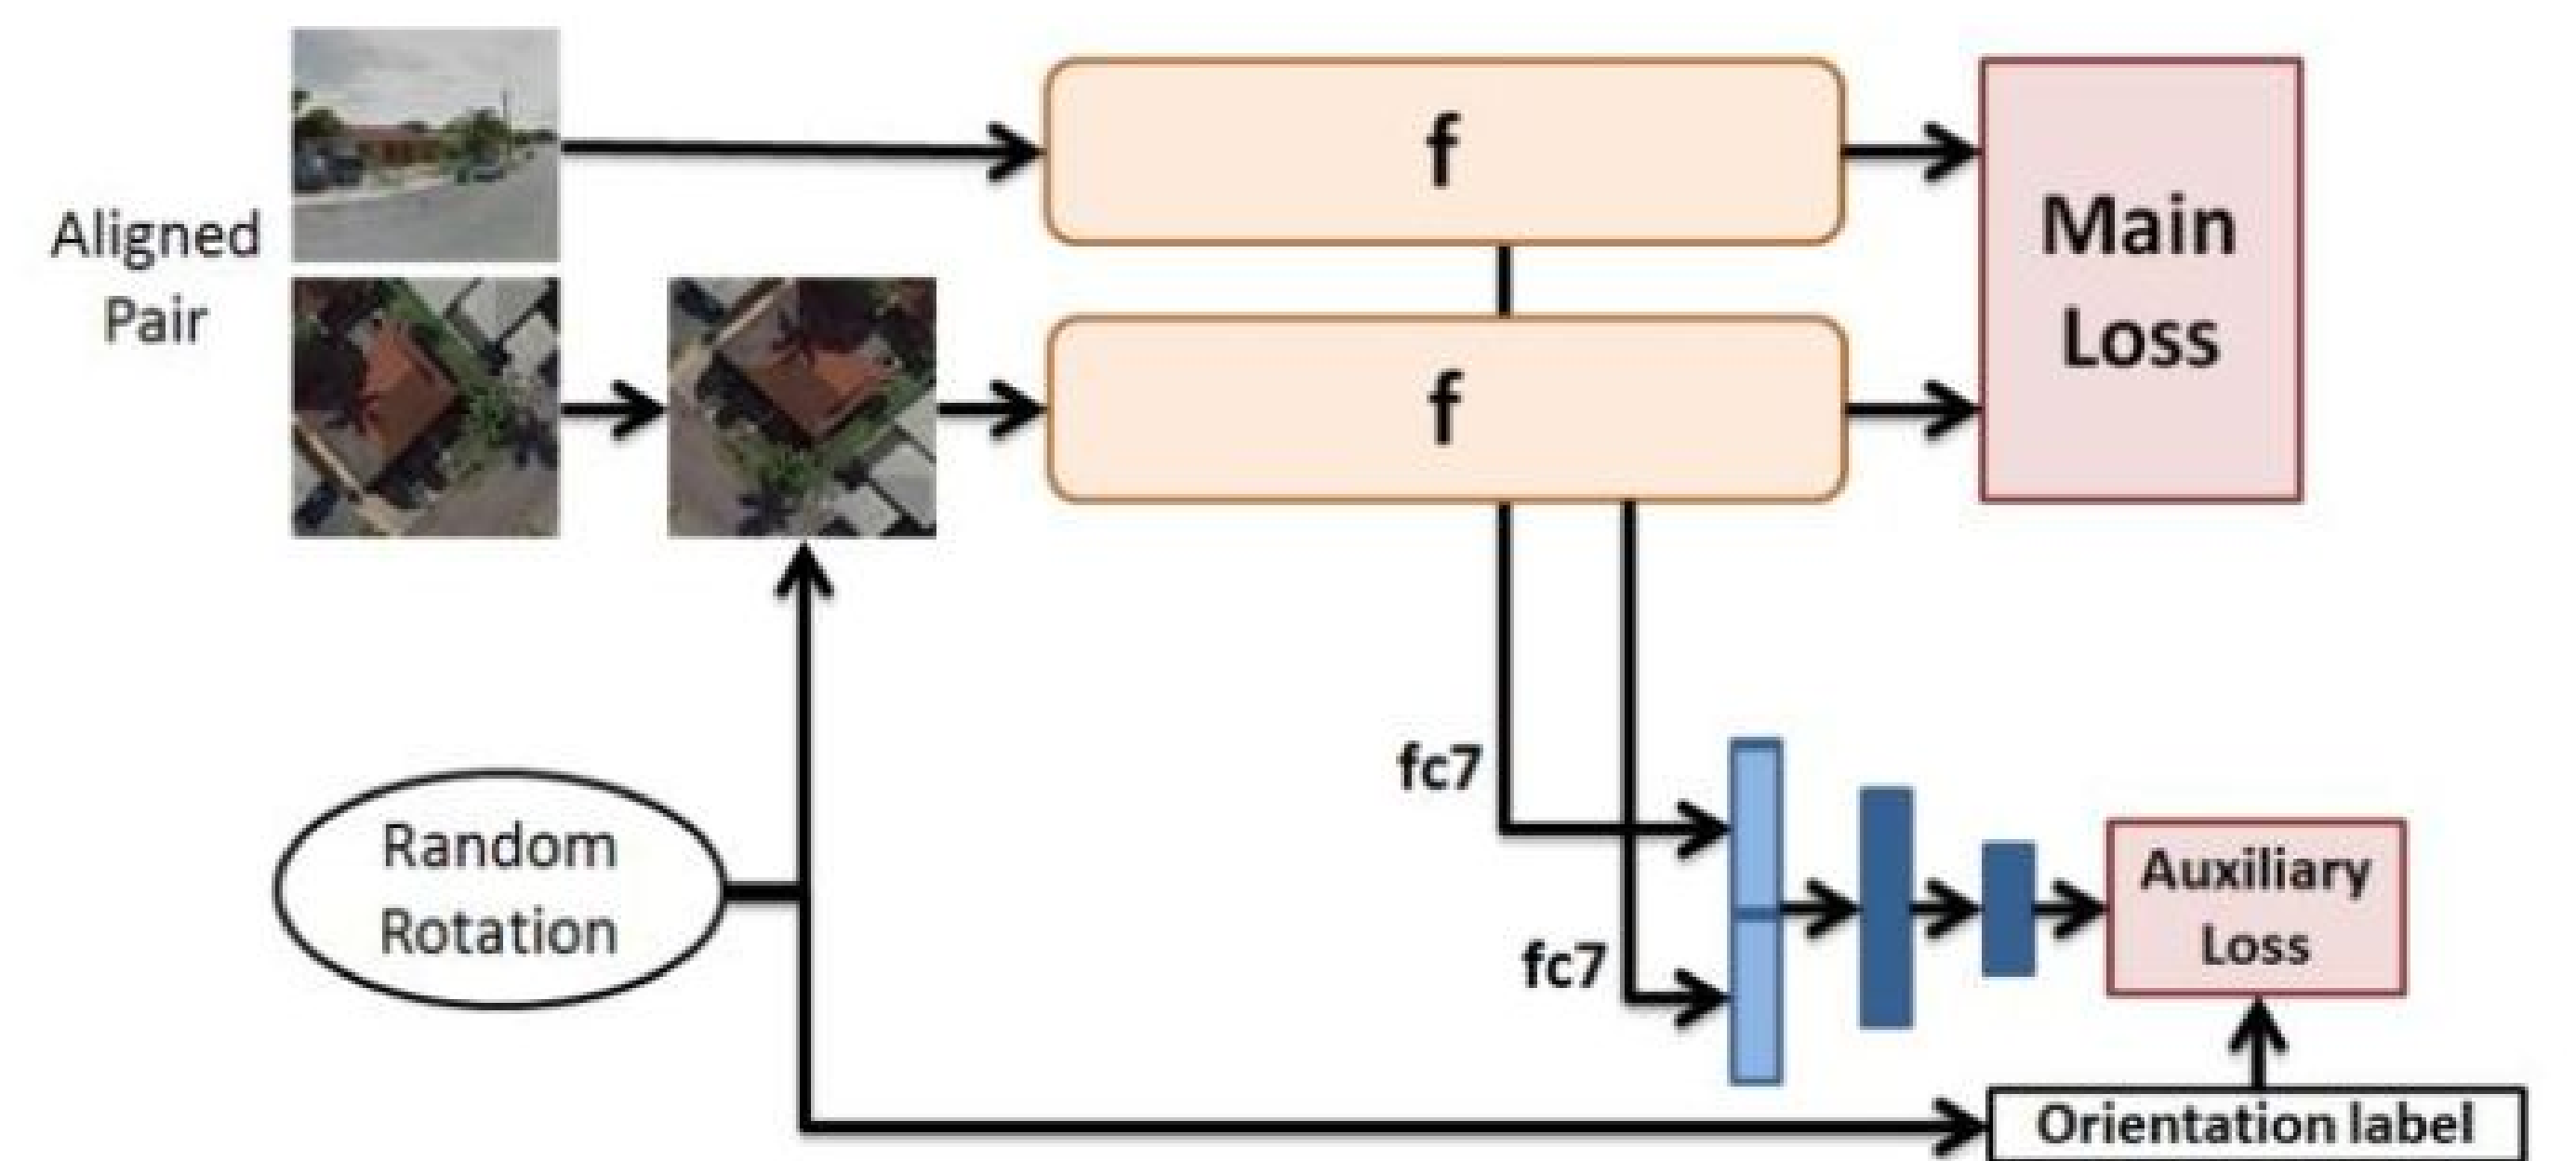 Aligned
Pair
f
f
Main
Loss
fc7
fc7
Random
Rotation
Auxiliary
Loss
Orientation label